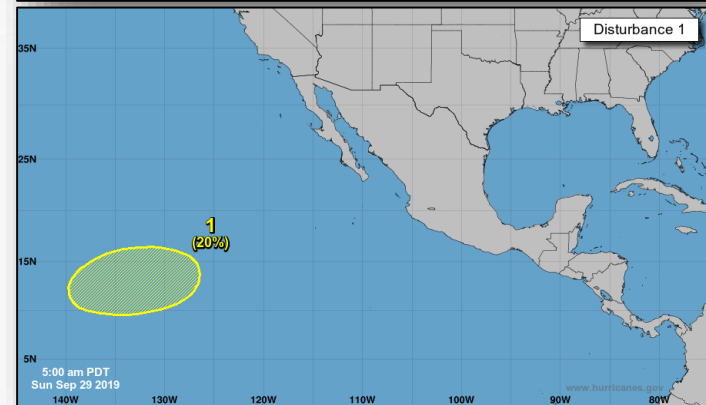 Disturbance 1
35N
25N
1
(20%)
15N
5N
5:00 am PDT
Sun Sep 29 2019
www.hurricanes.gov
140W 130W 120W 110W 100W 90W 80W